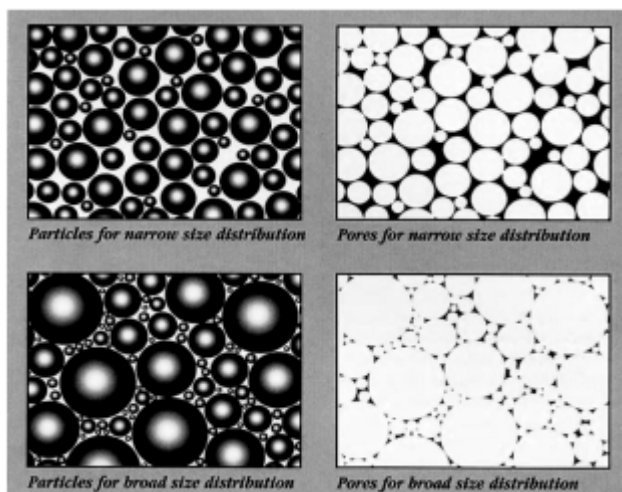 Particles for narrow size distribution
Pores for narrow size distribution
Particles for broad size distribution
Pores for broad size distribution